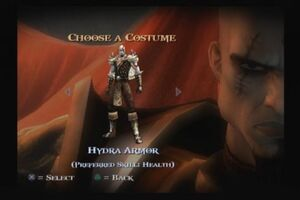 Choose a Costume
Hydra Armor
(Preferred Skill: Health)
= Select
= Back